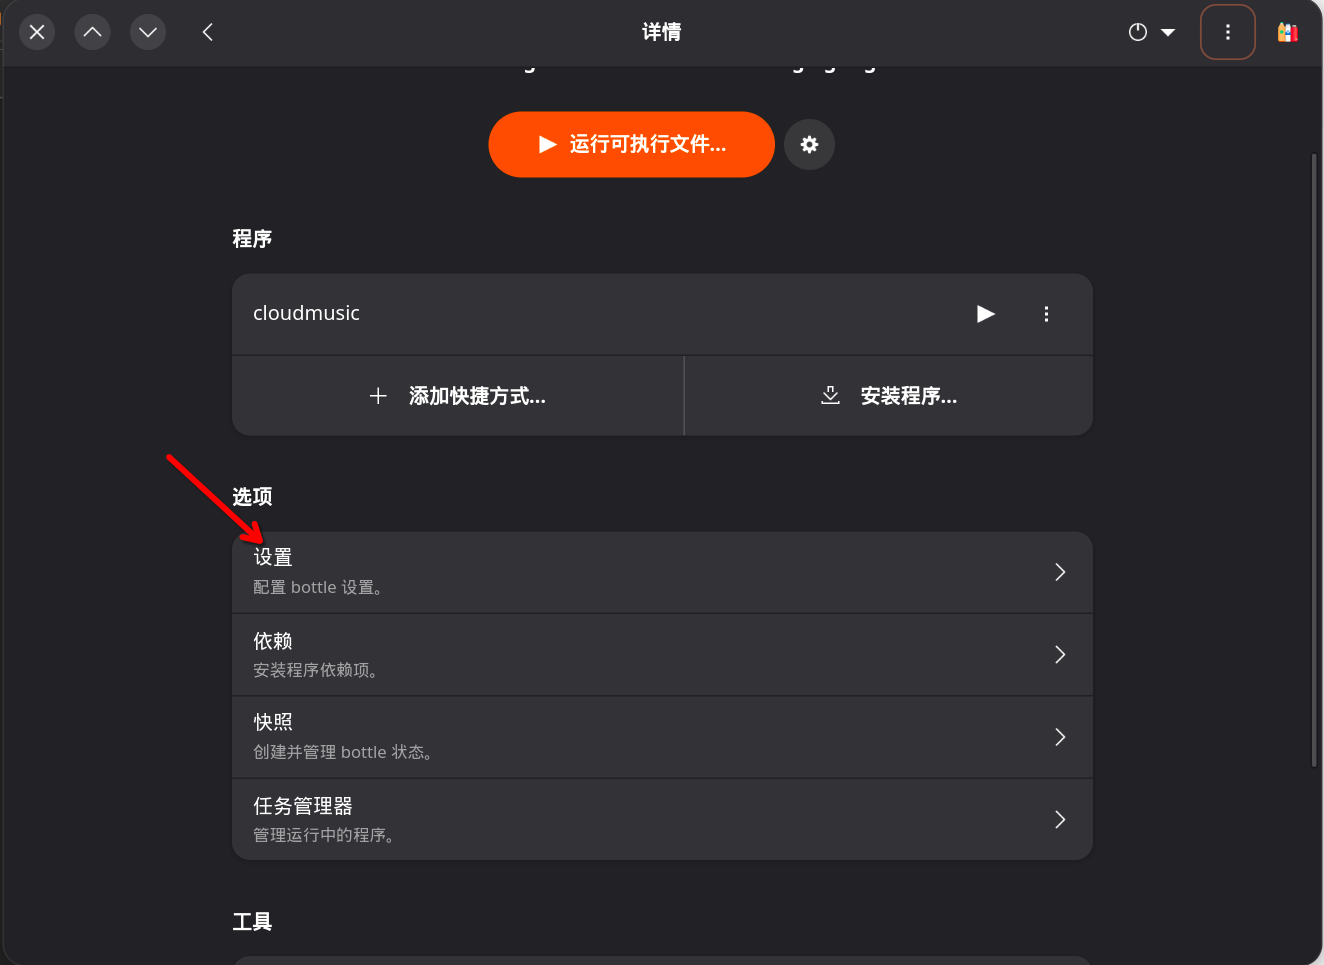 详情
运行可执行文件...
程序
cloudmusic
添加快捷方式...
安装程序...
选项
设置
配置 bottle 设置。
依赖
安装程序依赖项。
快照
创建并管理 bottle 状态。
任务管理器
管理运行中的程序。
工具